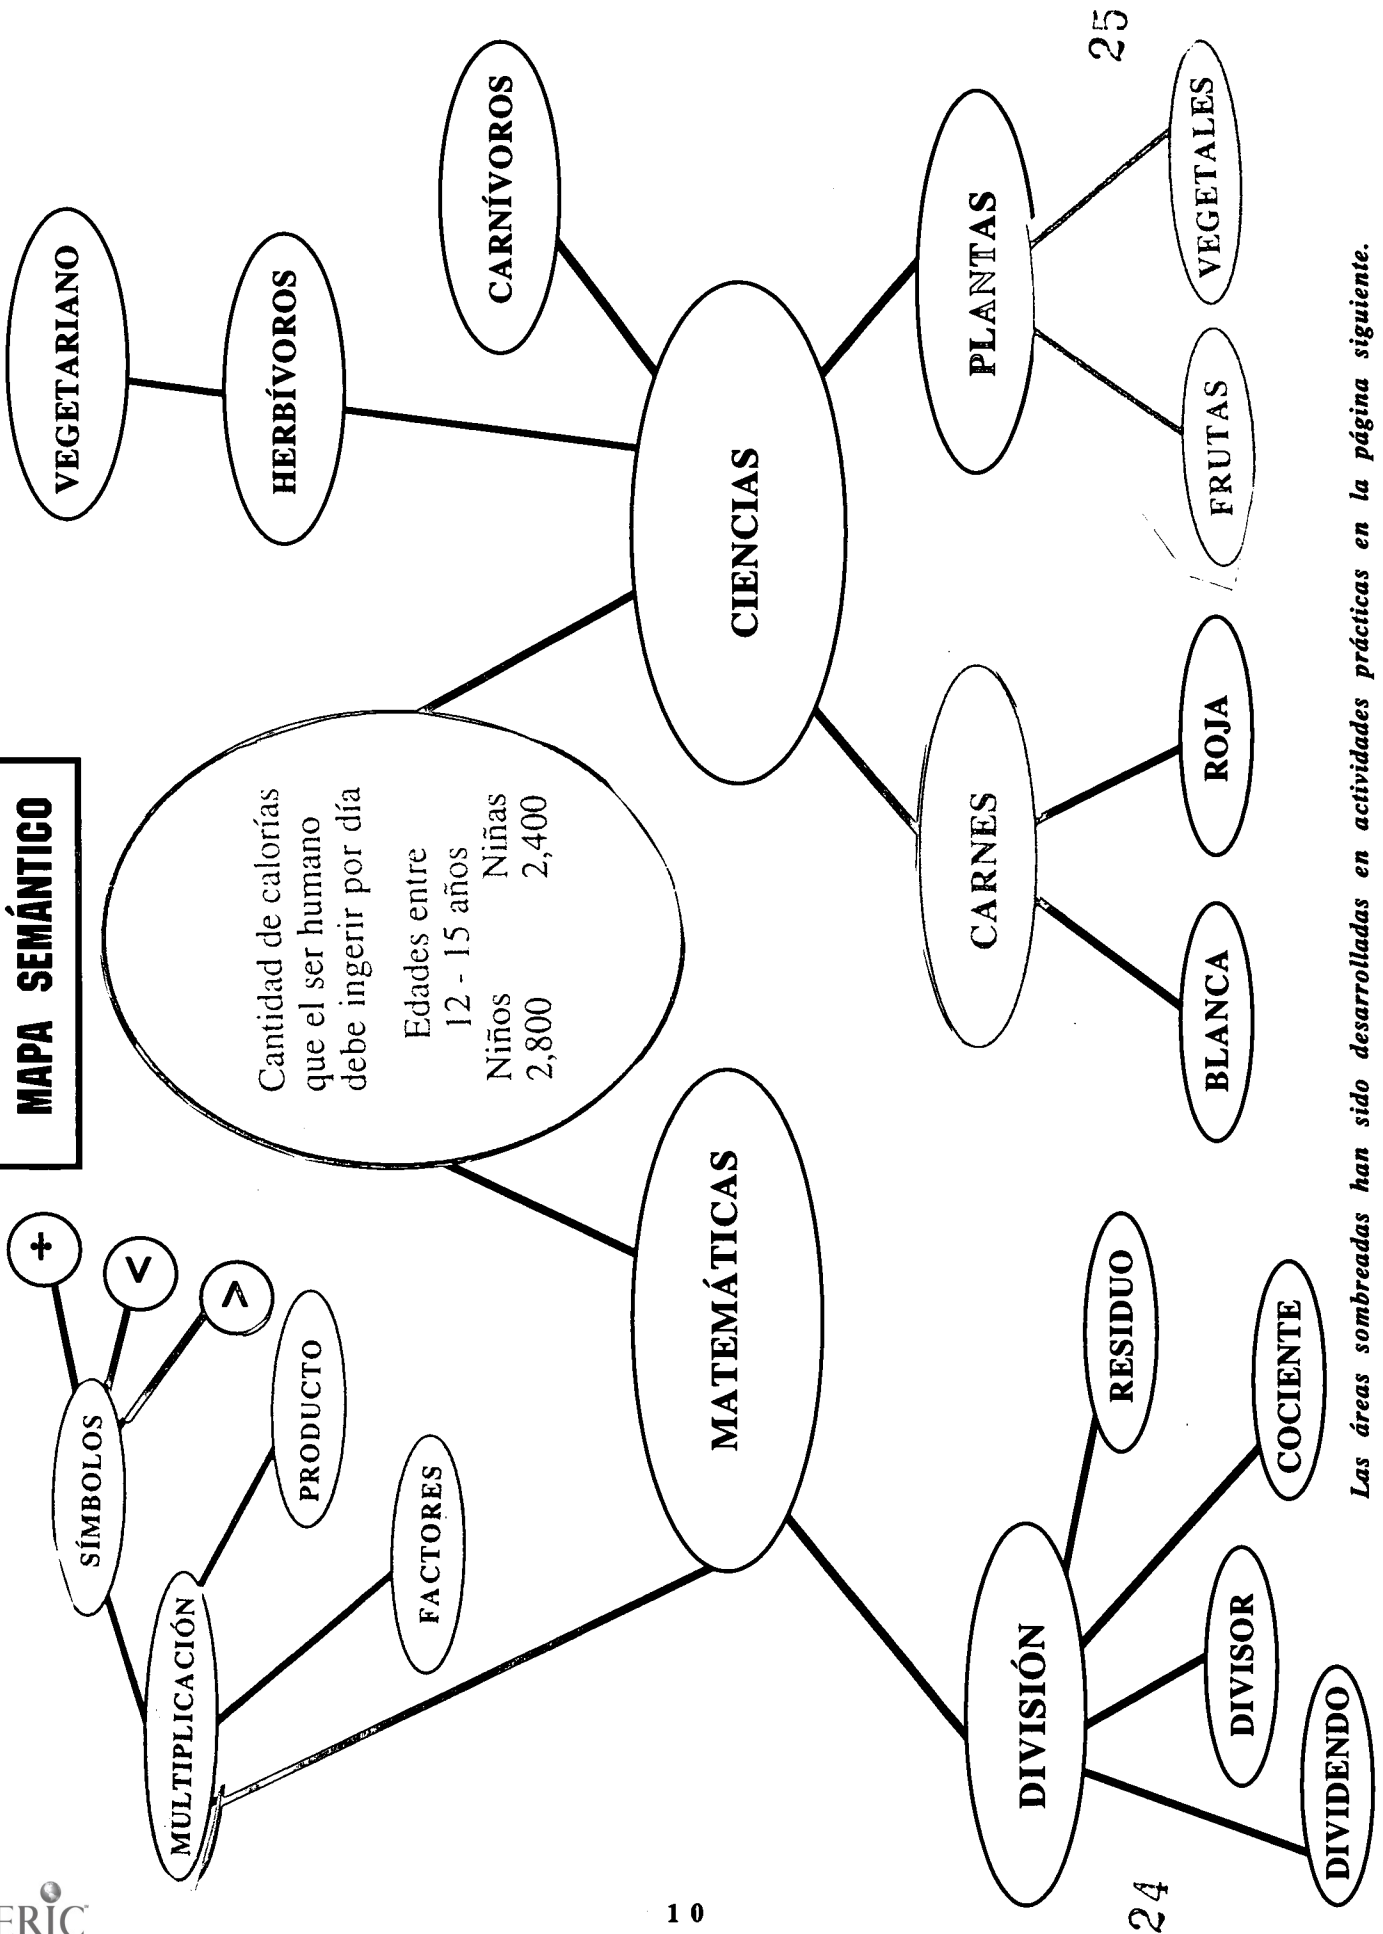 MAPA SEMÁNTICO
÷
<
>
SÍMBOLOS
MULTIPLICACIÓN
PRODUCTO
FACTORES
Cantidad de calorías
que el ser humano
debe ingerir por día
Edades entre
12 - 15 años
Niños Niñas
2,800 2,400
VEGETARIANO
HERBÍVOROS
CARNÍVOROS
MATEMÁTICAS
CIENCIAS
DIVISIÓN
RESIDUO
COCIENTE
DIVISOR
DIVIDENDO
CARNES
BLANCA
ROJA
PLANTAS
FRUTAS
VEGETALES
Las áreas sombreadas han sido desarrolladas en actividades prácticas en la página siguiente.
24
25
10
ERIC